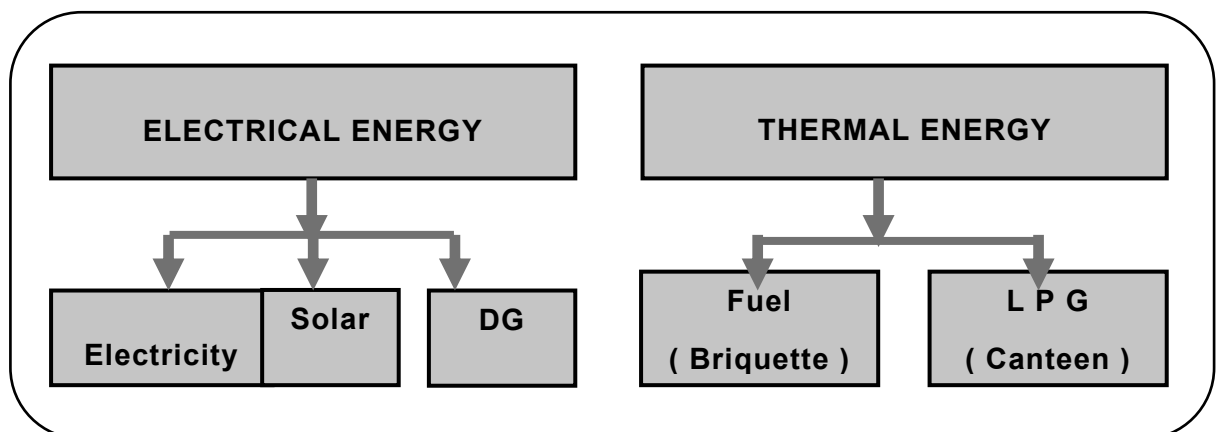 ELECTRICAL ENERGY
THERMAL ENERGY
Electricity
Solar
DG
Fuel
( Briquette )
L P G
( Canteen )